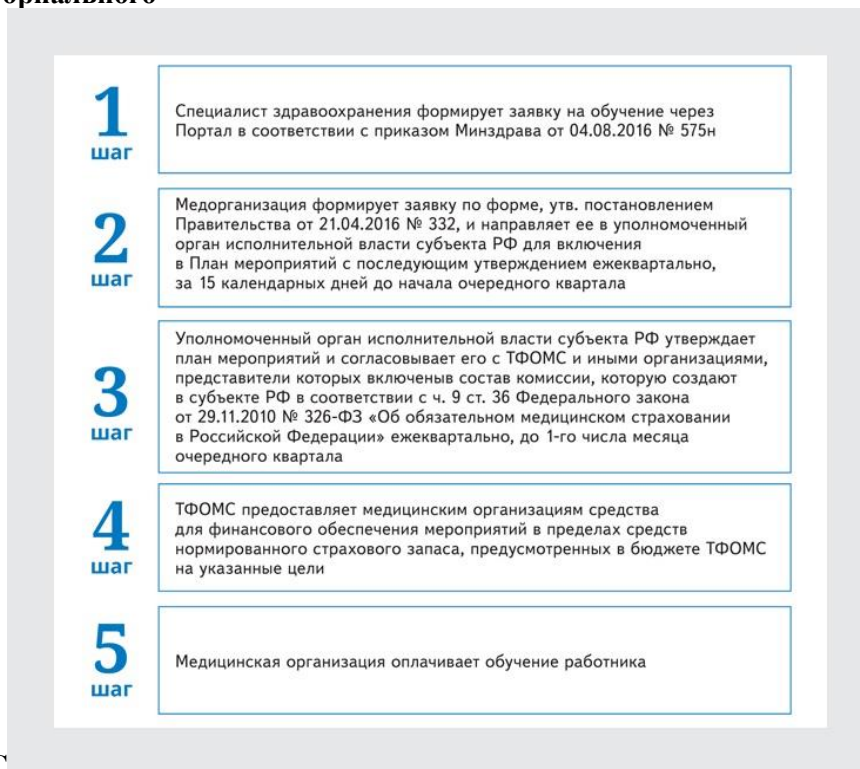 1
шаг
Специалист здравоохранения формирует заявку на обучение через
Портал в соответствии с приказом Минздрава от 04.08.2016 № 575н
2
шаг
Медорганизация формирует заявку по форме, утв. постановлением
Правительства от 21.04.2016 № 332, и направляет ее в уполномоченный
орган исполнительной власти субъекта РФ для включения
в План мероприятий с последующим утверждением ежеквартально,
за 15 календарных дней до начала очередного квартала
3
шаг
Уполномоченный орган исполнительной власти субъекта РФ утверждает
план мероприятий и согласовывает его с ТФОМС и иными организациями,
представители которых включеныв состав комиссии, которую создают
в субъекте РФ в соответствии с ч. 9 ст. 36 Федерального закона
от 29.11.2010 № 326-ФЗ «Об обязательном медицинском страховании
в Российской Федерации» ежеквартально, до 1-го числа месяца
очередного квартала
4
шаг
ТФОМС предоставляет медицинским организациям средства
для финансового обеспечения мероприятий в пределах средств
нормированного страхового запаса, предусмотренных в бюджете ТФОМС
на указанные цели
5
шаг
Медицинская организация оплачивает обучение работника